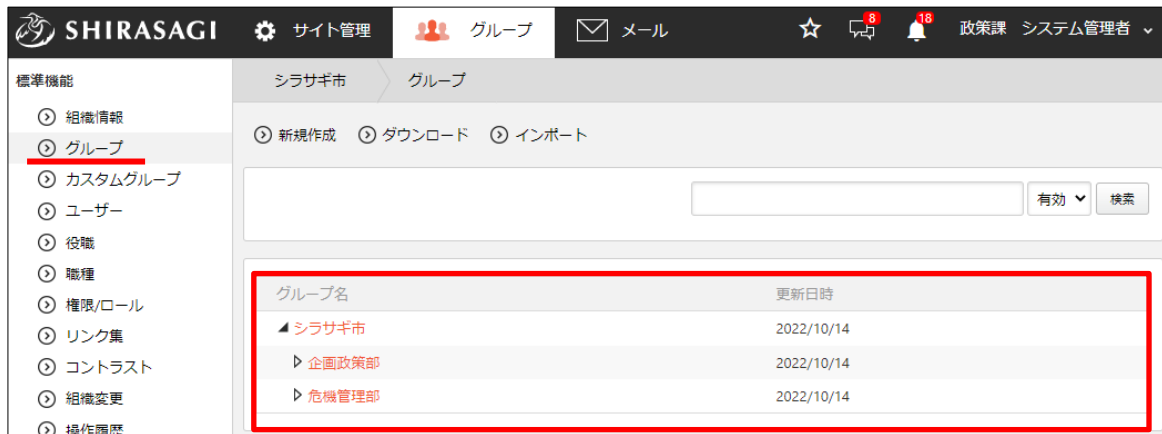 SHIRASAGI サイト管理 グループ メール 8 18 政策課 システム管理者
標準機能
シラサギ市 グループ
組織情報
グループ
カスタムグループ
ユーザー
役職
職種
権限/ロール
リンク集
コントラスト
組織変更
操作履歴
新規作成 ダウンロード インポート
有効 検索
グループ名 更新日時
シラサギ市 2022/10/14
企画政策部 2022/10/14
危機管理部 2022/10/14